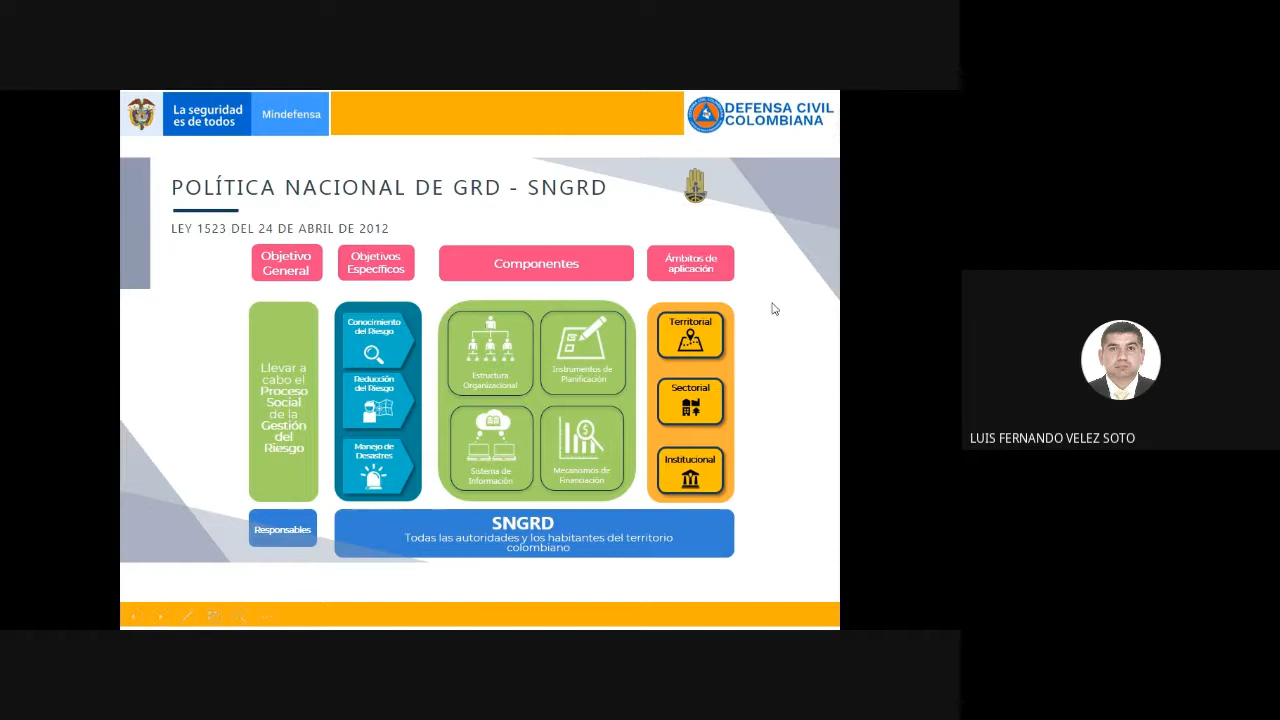 La seguridad
es de todos
Mindefensa
DEFENSA CIVIL
COLOMBIANA
POLÍTICA NACIONAL DE GRD - SNGRD
LEY 1523 DEL 24 DE ABRIL DE 2012
Objetivo
General
Objetivos
Específicos
Componentes
Ámbitos de
aplicación
Llevar a
cabo el
Proceso
Social
de la
Gestión
del
Riesgo
Conocimiento
del Riesgo
Reducción
del Riesgo
Manejo de
Desastres
Estructura
Organizacional
Instrumentos de
Planificación
Sistema de
Información
Mecanismos de
Financiación
Territorial
Sectorial
Institucional
Responsables
SNGRD
Todas las autoridades y los habitantes del territorio
colombiano
LUIS FERNANDO VELEZ SOTO